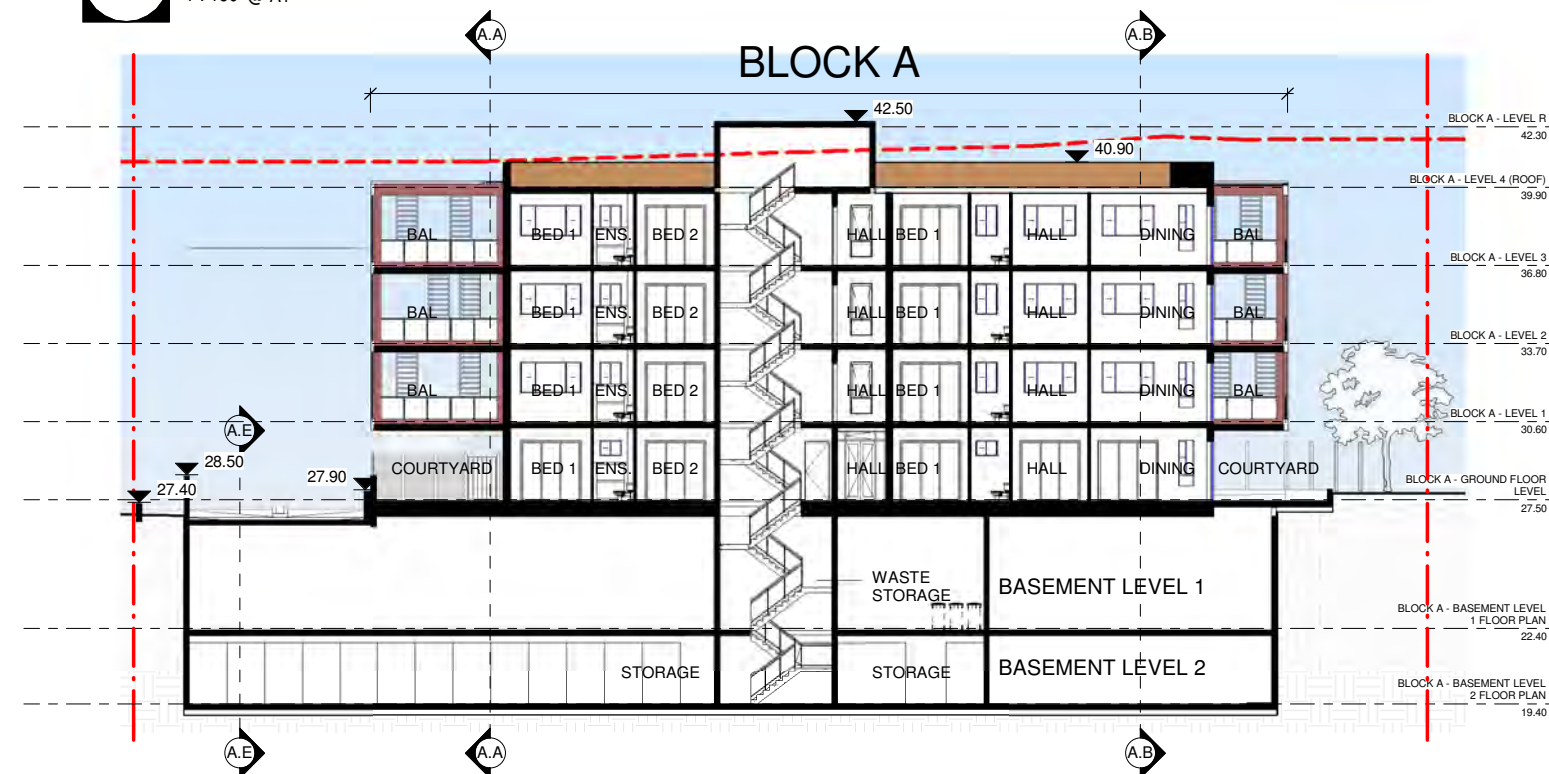 A.A
A.B
BLOCK A
42.50
BLOCK A - LEVEL R
42.30
40.90
BLOCK A - LEVEL 4 (ROOF)
39.90
BAL BED 1 ENS. BED 2 HALL BED 1 HALL DINING BAL
BLOCK A - LEVEL 3
36.80
BAL BED 1 ENS. BED 2 HALL BED 1 HALL DINING BAL
BLOCK A - LEVEL 2
33.70
BAL BED 1 ENS. BED 2 HALL BED 1 HALL DINING BAL
BLOCK A - LEVEL 1
30.60
A.E
28.50
27.40
27.90
COURTYARD BED 1 ENS. BED 2 HALL BED 1 HALL DINING COURTYARD
BLOCK A - GROUND FLOOR
LEVEL
27.50
WASTE
STORAGE
BASEMENT LEVEL 1
BLOCK A - BASEMENT LEVEL
1 FLOOR PLAN
22.40
STORAGE
STORAGE
BASEMENT LEVEL 2
BLOCK A - BASEMENT LEVEL
2 FLOOR PLAN
19.40
A.E
A.A
A.B